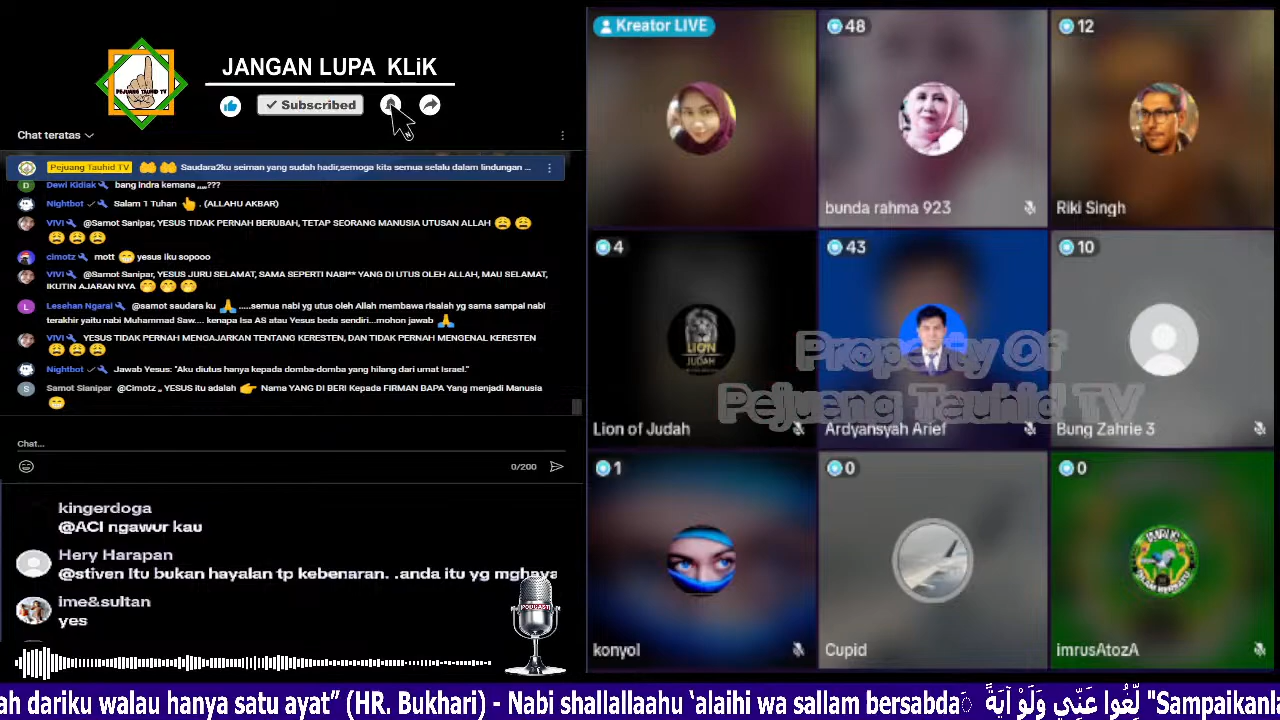 JANGAN LUPA KLiK
PEJUANG TAUHID TV
✓ Subscribed
Chat teratas
Pejuang Tauhid TV 🤲 🤲 Saudara2ku seiman yang sudah hadir,semoga kita semua selalu dalam lindungan ...
Dewi Kidlak bang indra kemana ,,,,???
Nightbot Salam 1 Tuhan 👆 . (ALLAHU AKBAR)
VIVI @Samot Sanipar, YESUS TIDAK PERNAH BERUBAH, TETAP SEORANG MANUSIA UTUSAN ALLAH 😩 😩
😩 😩 😩
cimotz mott 😁 yesus iku sopooo
VIVI @Samot Sanipar, YESUS JURU SELAMAT, SAMA SEPERTI NABI** YANG DI UTUS OLEH ALLAH, MAU SELAMAT,
IKUTIN AJARAN NYA 🤭 🤭 🤭
Lesehan Ngaral @samot saudara ku 🙏 .....semua nabi yg utus oleh Allah membawa risalah yg sama sampai nabi
terakhir yaitu nabi Muhammad Saw.... kenapa Isa AS atau Yesus beda sendiri...mohon jawab 🙏
VIVI YESUS TIDAK PERNAH MENGAJARKAN TENTANG KERESTEN, DAN TIDAK PERNAH MENGENAL KERESTEN
😩 😩 😩
Nightbot Jawab Yesus: "Aku diutus hanya kepada domba-domba yang hilang dari umat Israel."
Samot Sianipar @Cimotz ,, YESUS itu adalah 👉 Nama YANG DI BERI Kepada FIRMAN BAPA Yang menjadi Manusia
😁
Chat...
0/200
kingerdoga
@ACI ngawur kau
Hery Harapan
@stiven itu bukan hayalan tp kebenaran. .anda itu yg mghaya
ime&sultan
yes
PODCAST
Kreator LIVE
48
bunda rahma 923
12
Riki Singh
4
LION
JUDAH
Lion of Judah
43
Ardyansyah Arief
10
Bung Zahrie 3
Property Of
Pejuang Tauhid TV
1
konyol
0
Cupid
0
imrusAtozA
ah dariku walau hanya satu ayat” (HR. Bukhari) - Nabi shallallaahu ‘alaihi wa sallam bersabda لِّغُوا عَنِّي وَلَوْ آيَةً "Sampaikanla